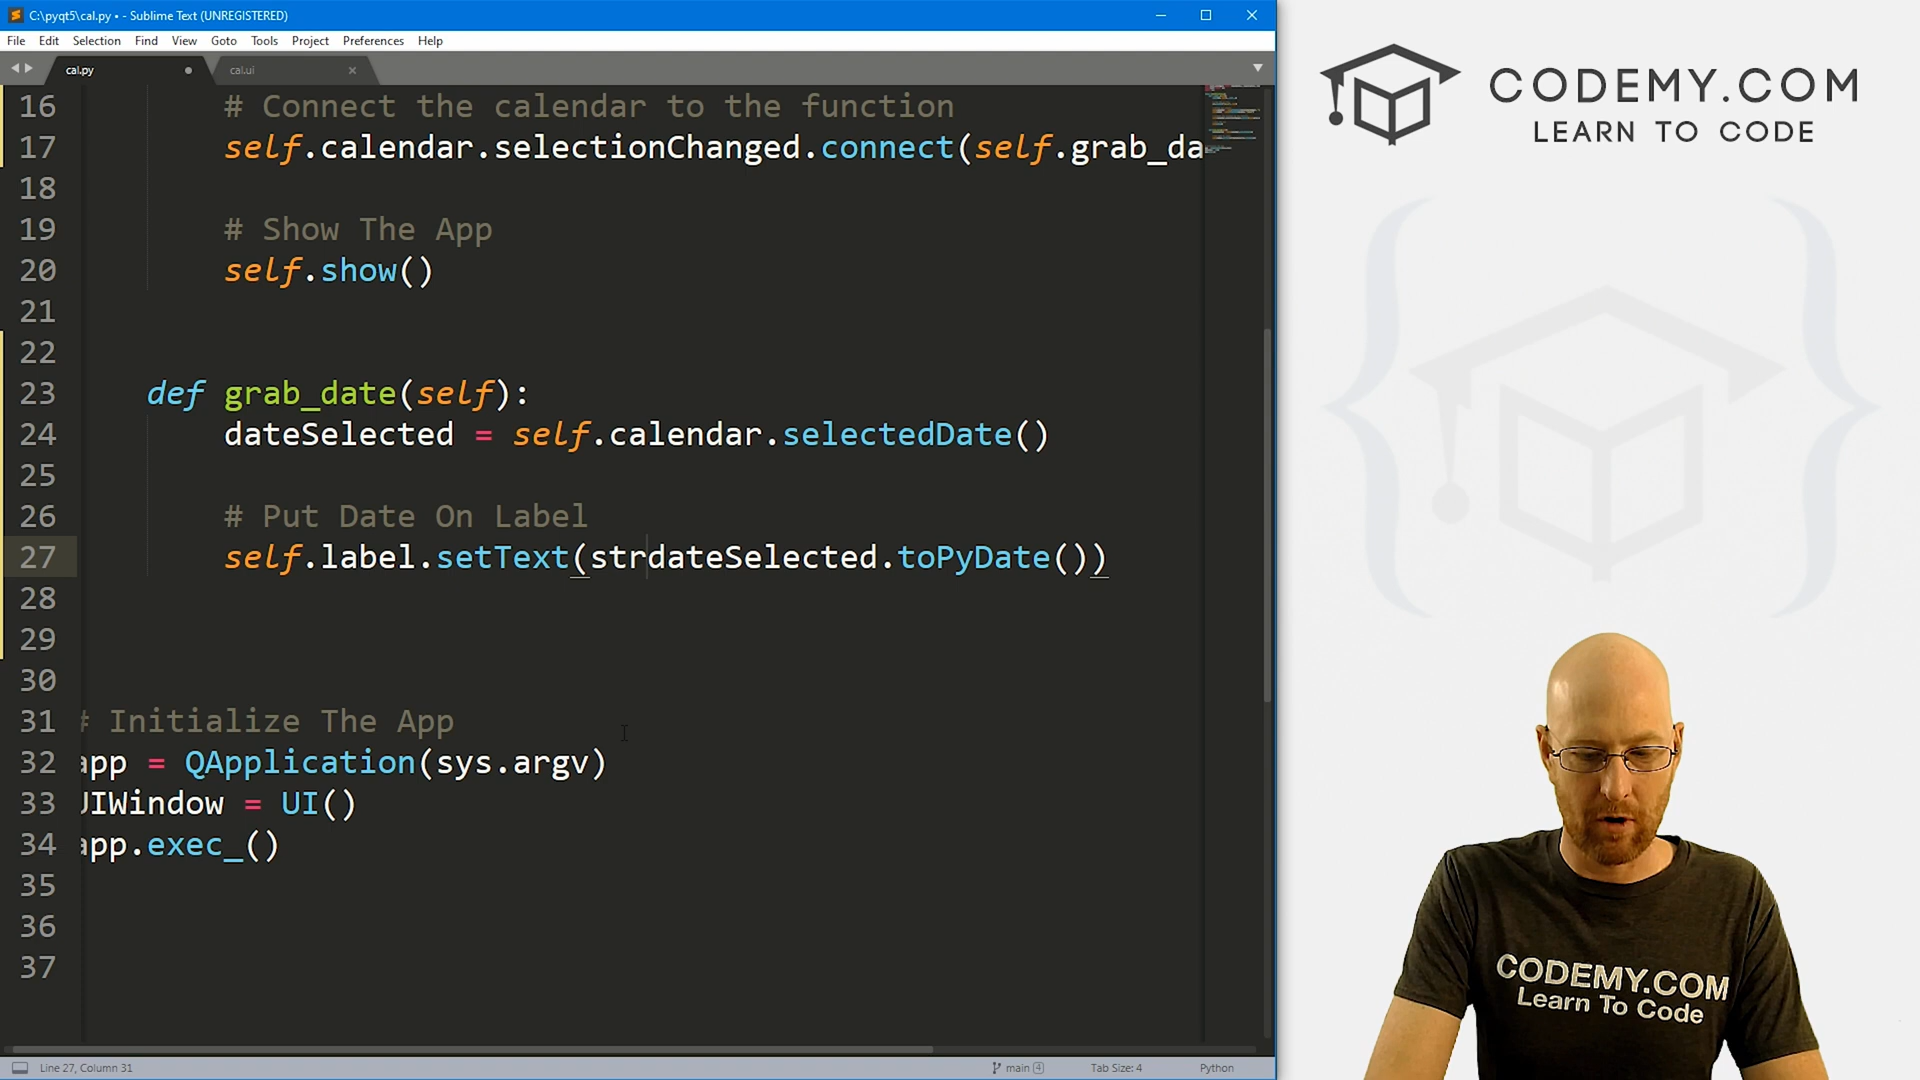 C:\pyqt5\cal.py • - Sublime Text (UNREGISTERED)
File Edit Selection Find View Goto Tools Project Preferences Help
cal.py
cal.ui
16 # Connect the calendar to the function
17 self.calendar.selectionChanged.connect(self.grab_da
18
19 # Show The App
20 self.show()
21
22
23 def grab_date(self):
24 dateSelected = self.calendar.selectedDate()
25
26 # Put Date On Label
27 self.label.setText(strdateSelected.toPyDate())
28
29
30
31 # Initialize The App
32 app = QApplication(sys.argv)
33 UIWindow = UI()
34 app.exec_()
35
36
37
Line 27, Column 31
main 4
Tab Size: 4
Python
CODEMY.COM
LEARN TO CODE
CODEMY.COM
Learn To Code